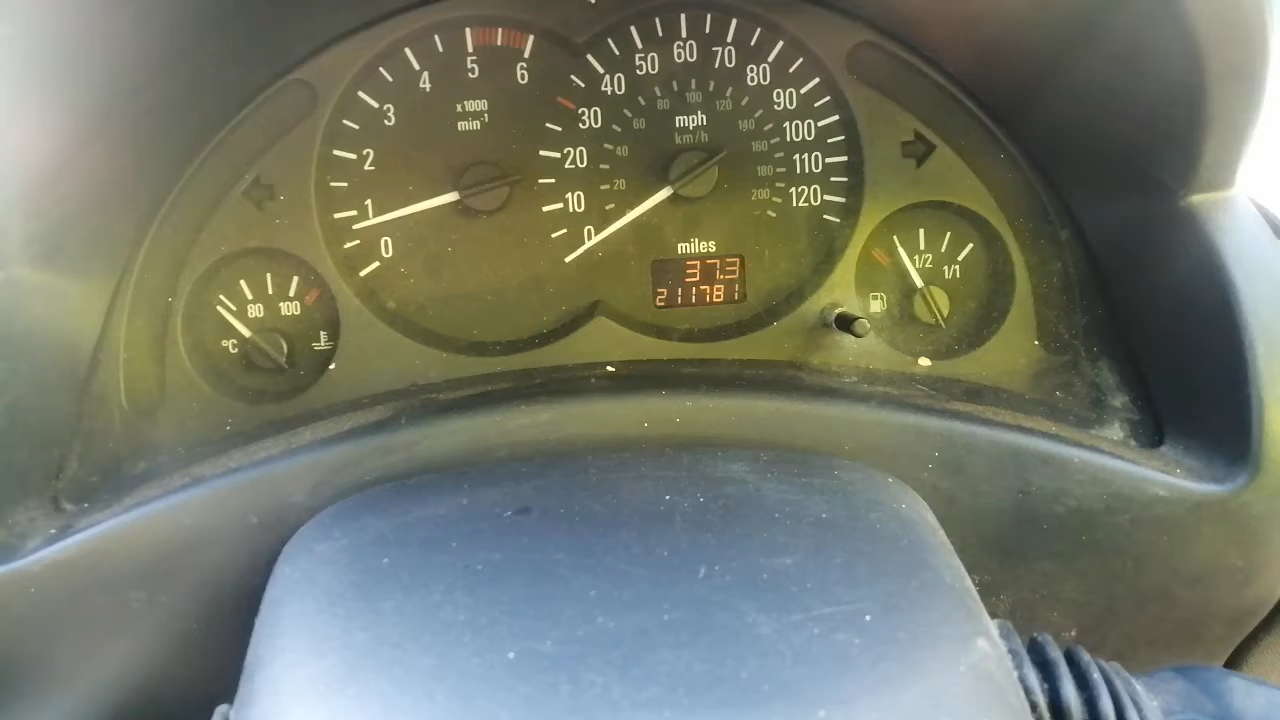 0 1 2 3 4 5 6
x1000
min-1
0 10 20 30 40 50 60 70 80 90 100 110 120
20 40 60 80 100 120 140 160 180 200
mph
km/h
miles
37.3
211781
80 100
°C
1/2 1/1